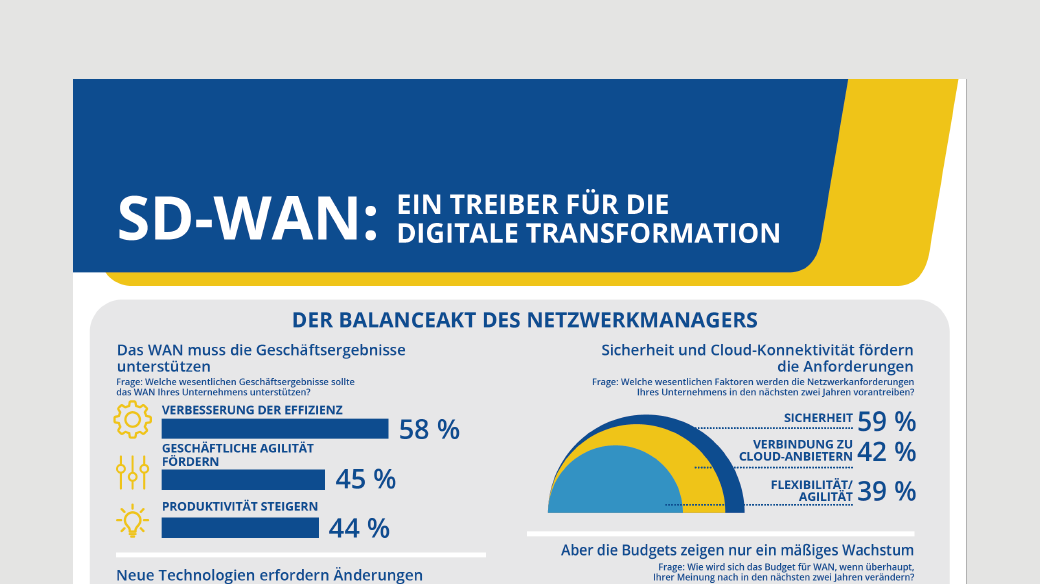 SD-WAN: EIN TREIBER FÜR DIE
DIGITALE TRANSFORMATION
DER BALANCEAKT DES NETZWERKMANAGERS
Das WAN muss die Geschäftsergebnisse
unterstützen
Frage: Welche wesentlichen Geschäftsergebnisse sollte
das WAN Ihres Unternehmens unterstützen?
VERBESSERUNG DER EFFIZIENZ
58 %
GESCHÄFTLICHE AGILITÄT
FÖRDERN
45 %
PRODUKTIVITÄT STEIGERN
44 %
Neue Technologien erfordern Änderungen
Sicherheit und Cloud-Konnektivität fördern
die Anforderungen
Frage: Welche wesentlichen Faktoren werden die Netzwerkanforderungen
Ihres Unternehmens in den nächsten zwei Jahren vorantreiben?
SICHERHEIT 59 %
VERBINDUNG ZU
CLOUD-ANBIETERN 42 %
FLEXIBILITÄT/
AGILITÄT 39 %
Aber die Budgets zeigen nur ein mäßiges Wachstum
Frage: Wie wird sich das Budget für WAN, wenn überhaupt,
Ihrer Meinung nach in den nächsten zwei Jahren verändern?